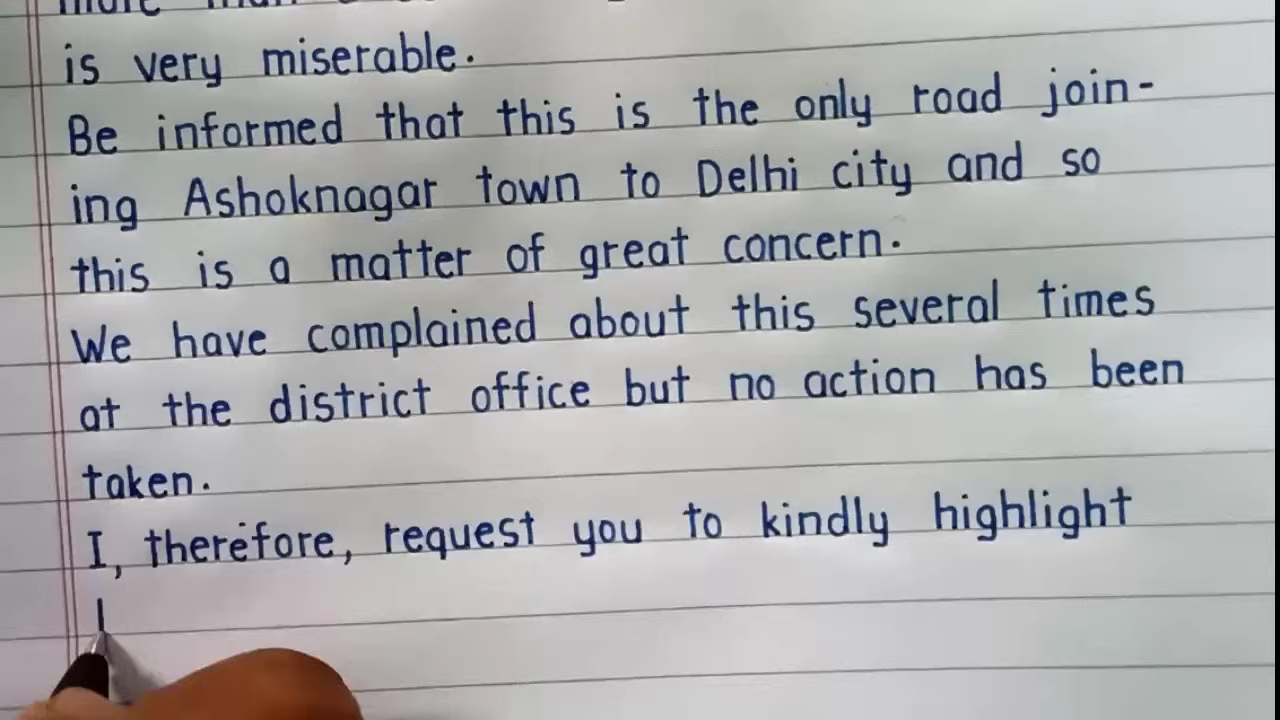 is very miserable.
Be informed that this is the only road join-
ing Ashoknagar town to Delhi city and so
this is a matter of great concern.
We have complained about this several times
at the district office but no action has been
taken.
I, therefore, request you to kindly highlight